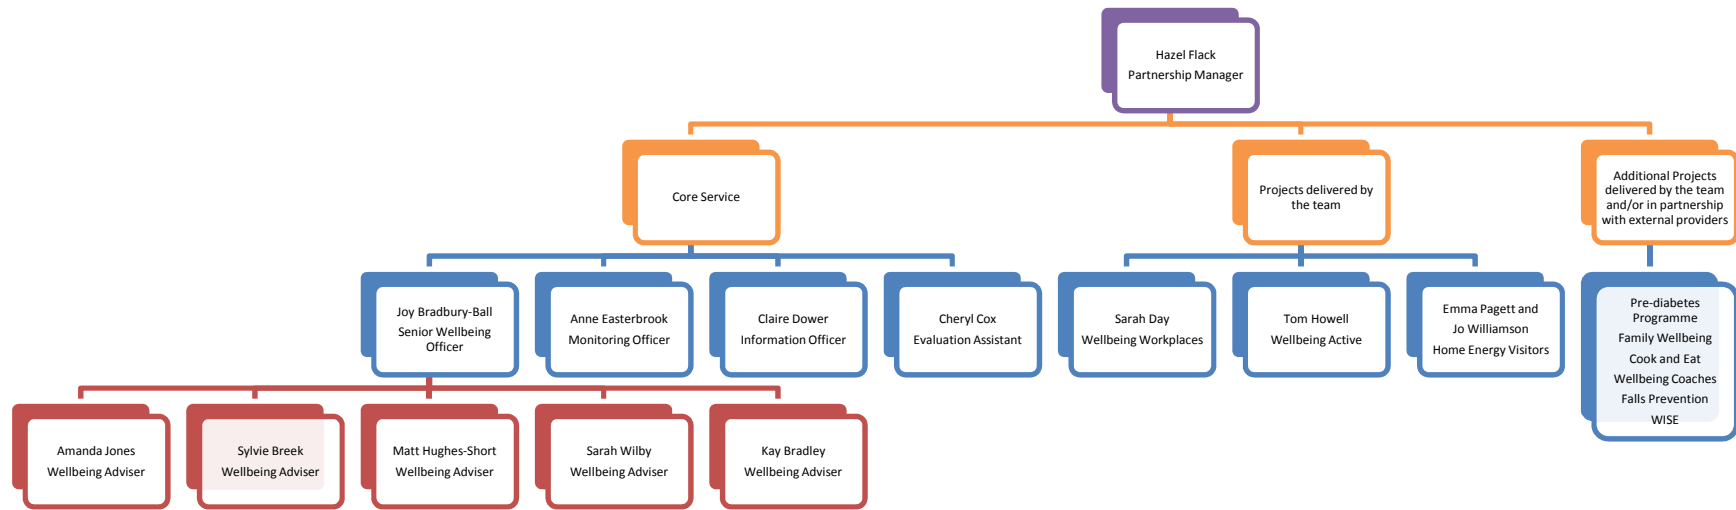 Hazel Flack
Partnership Manager
Core Service
Projects delivered by
the team
Additional Projects
delivered by the team
and/or in partnership
with external providers
Joy Bradbury-Ball
Senior Wellbeing
Officer
Anne Easterbrook
Monitoring Officer
Claire Dower
Information Officer
Cheryl Cox
Evaluation Assistant
Sarah Day
Wellbeing Workplaces
Tom Howell
Wellbeing Active
Emma Pagett and
Jo Williamson
Home Energy Visitors
Pre-diabetes
Programme
Family Wellbeing
Cook and Eat
Wellbeing Coaches
Falls Prevention
WISE
Amanda Jones
Wellbeing Adviser
Sylvie Breek
Wellbeing Adviser
Matt Hughes-Short
Wellbeing Adviser
Sarah Wilby
Wellbeing Adviser
Kay Bradley
Wellbeing Adviser